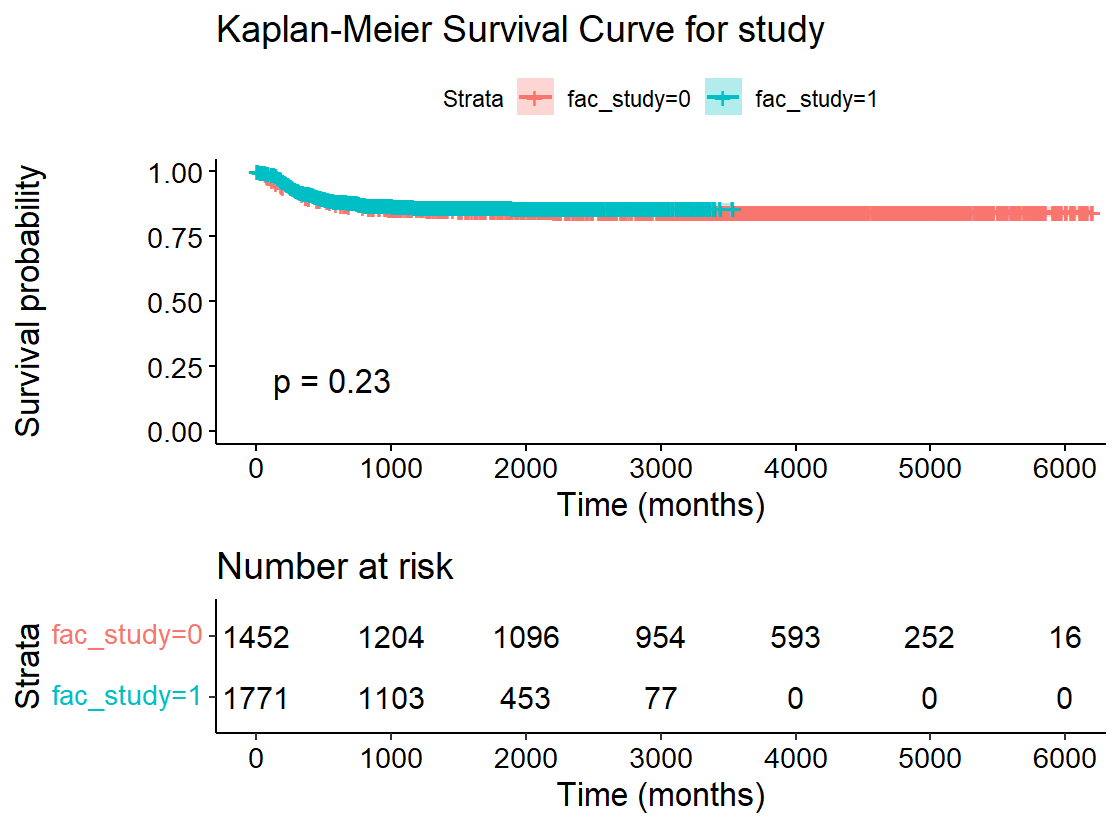 Kaplan-Meier Survival Curve for study
Strata fac_study=0 fac_study=1
Survival probability
1.00
0.75
0.50
0.25
0.00
p = 0.23
0 1000 2000 3000 4000 5000 6000
Time (months)
Number at risk
Strata
fac_study=0 1452 1204 1096 954 593 252 16
fac_study=1 1771 1103 453 77 0 0 0
0 1000 2000 3000 4000 5000 6000
Time (months)